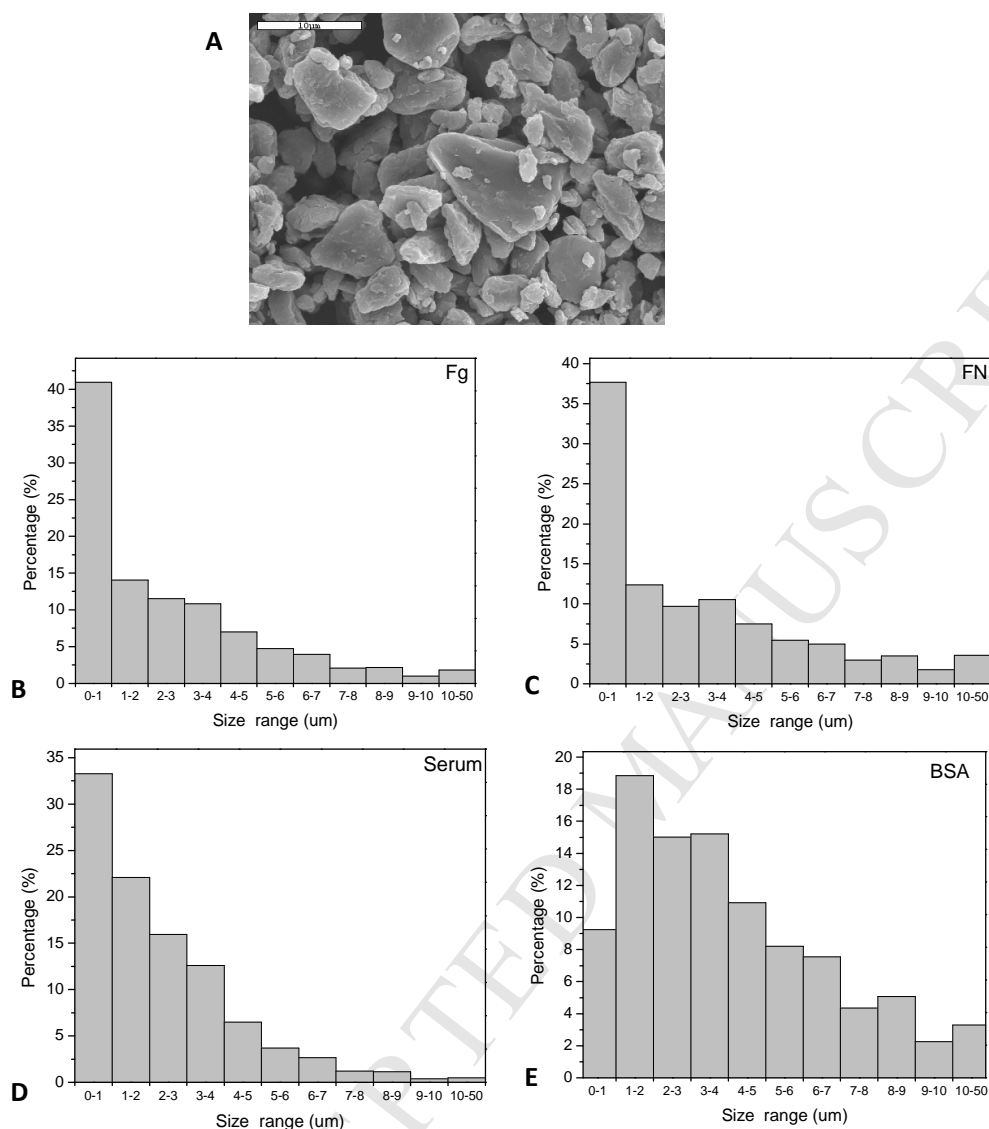 A
10µm
Fg
Percentage (%)
40
35
30
25
20
15
10
5
0
0-1 1-2 2-3 3-4 4-5 5-6 6-7 7-8 8-9 9-10 10-50
Size range (um)
B
FN
Percentage (%)
40
35
30
25
20
15
10
5
0
0-1 1-2 2-3 3-4 4-5 5-6 6-7 7-8 8-9 9-10 10-50
Size range (um)
C
Serum
Percentage (%)
35
30
25
20
15
10
5
0
0-1 1-2 2-3 3-4 4-5 5-6 6-7 7-8 8-9 9-10 10-50
Size range (um)
D
BSA
Percentage (%)
20
18
16
14
12
10
8
6
4
2
0
0-1 1-2 2-3 3-4 4-5 5-6 6-7 7-8 8-9 9-10 10-50
Size range (um)
E
PTED MANUSCRI